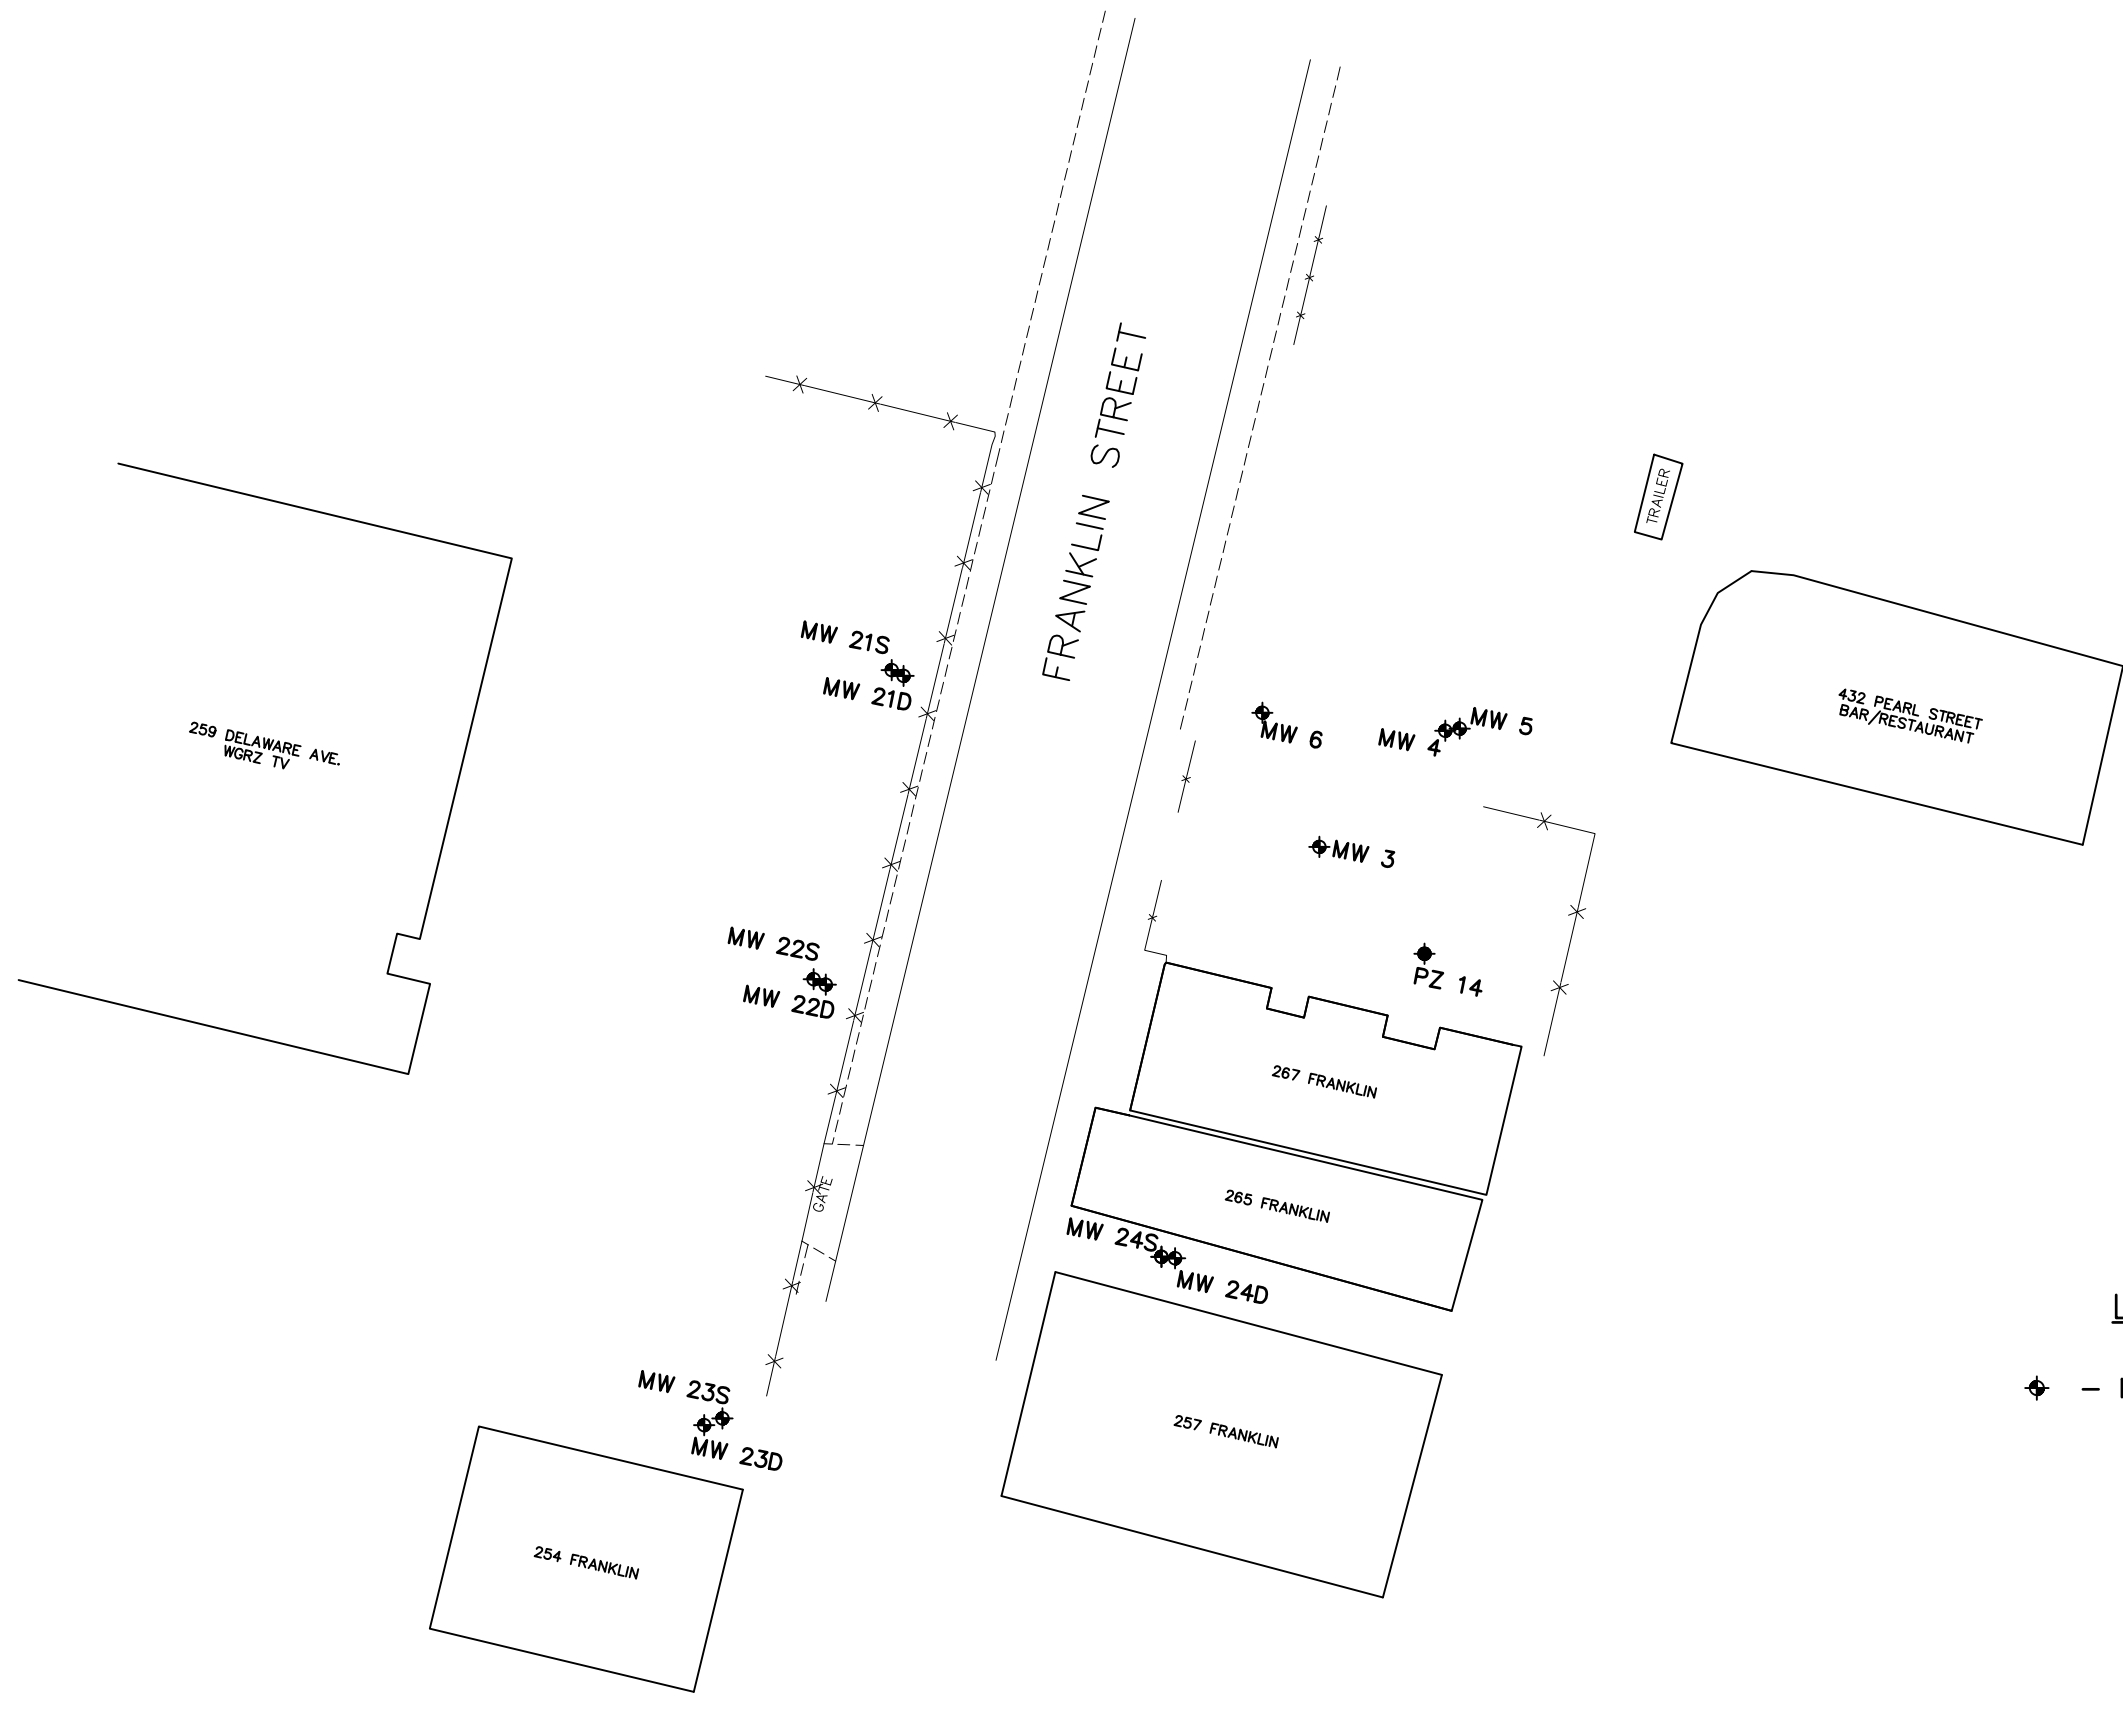 FRANKLIN STREET
TRAILER
MW 21S
MW 21D
259 DELAWARE AVE.
WGRZ TV
MW 6
MW 4
MW 5
432 PEARL STREET
BAR/RESTAURANT
MW 3
MW 22S
MW 22D
PZ 14
267 FRANKLIN
GATE
265 FRANKLIN
MW 24S
MW 24D
MW 23S
MW 23D
257 FRANKLIN
254 FRANKLIN